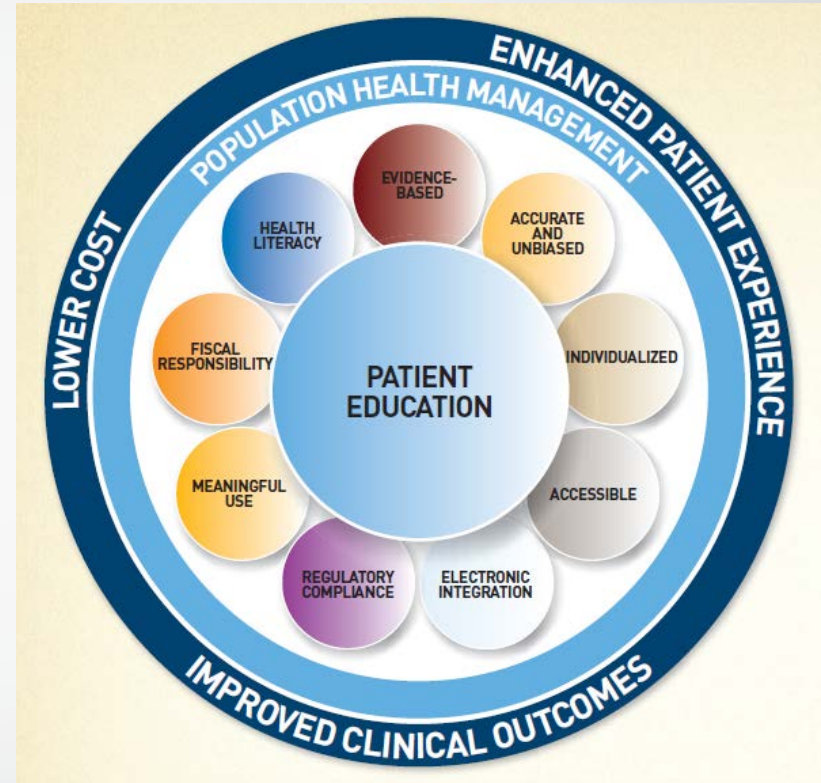 ENHANCED PATIENT EXPERIENCE
LOWER COST
IMPROVED CLINICAL OUTCOMES
POPULATION HEALTH MANAGEMENT
EVIDENCE-
BASED
ACCURATE
AND
UNBIASED
INDIVIDUALIZED
ACCESSIBLE
ELECTRONIC
INTEGRATION
REGULATORY
COMPLIANCE
MEANINGFUL
USE
FISCAL
RESPONSIBILITY
HEALTH
LITERACY
PATIENT
EDUCATION